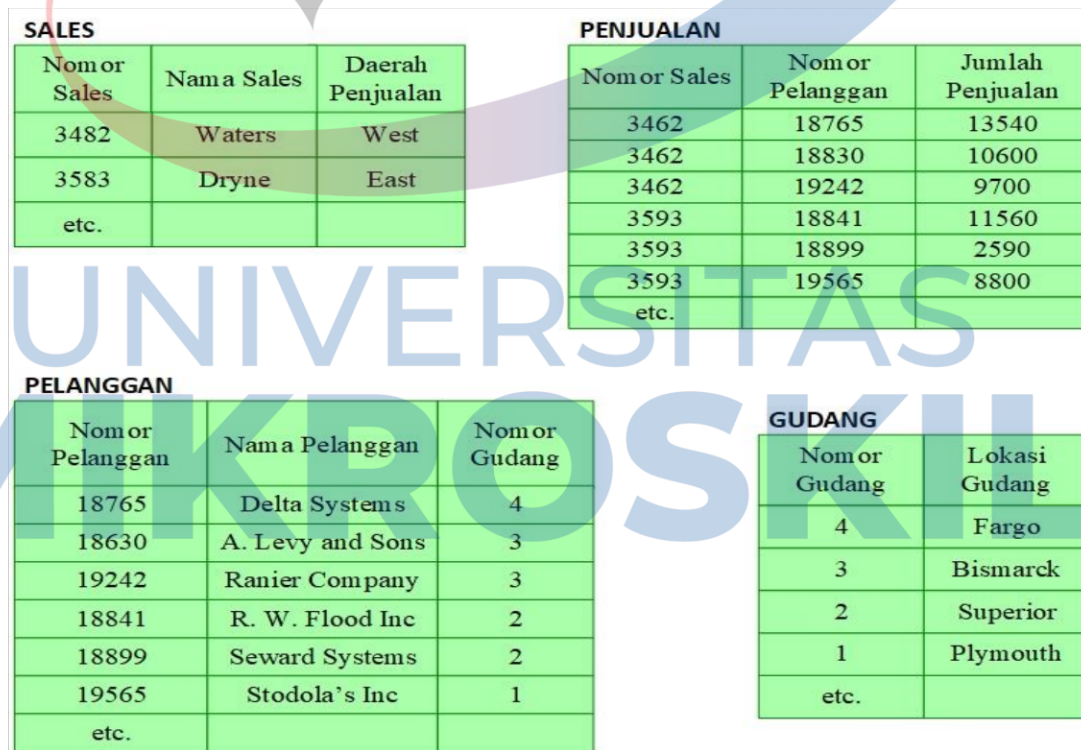 SALES
Nomor Sales Nama Sales Daerah Penjualan
3482 Waters West
3583 Dryne East
etc.
PENJUALAN
Nomor Sales Nomor Pelanggan Jumlah Penjualan
3462 18765 13540
3462 18830 10600
3462 19242 9700
3593 18841 11560
3593 18899 2590
3593 19565 8800
etc.
UNIVERSITAS
MIKROSKIL
PELANGGAN
Nomor Pelanggan Nama Pelanggan Nomor Gudang
18765 Delta Systems 4
18630 A. Levy and Sons 3
19242 Ranier Company 3
18841 R. W. Flood Inc 2
18899 Seward Systems 2
19565 Stodola's Inc 1
etc.
GUDANG
Nomor Gudang Lokasi Gudang
4 Fargo
3 Bismarck
2 Superior
1 Plymouth
etc.